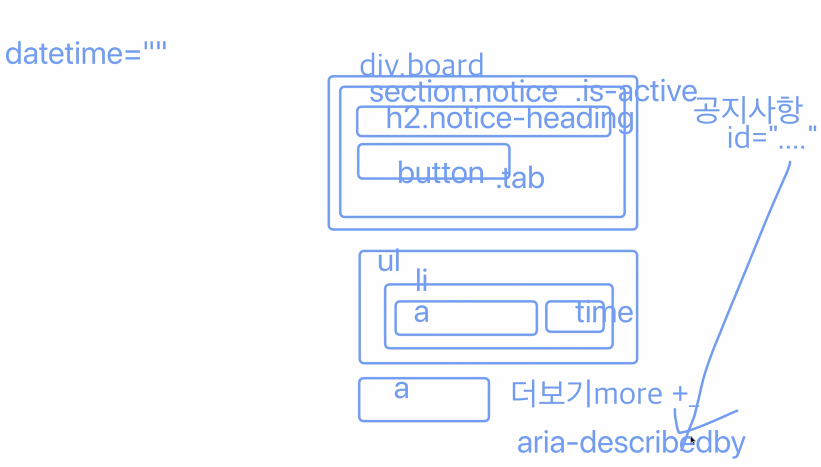 datetime=""
div.board
section.notice .is-active
공지사항
h2.notice-heading
id="...."
button .tab
ul
li
a
time
a
더보기more +_
aria-describedby